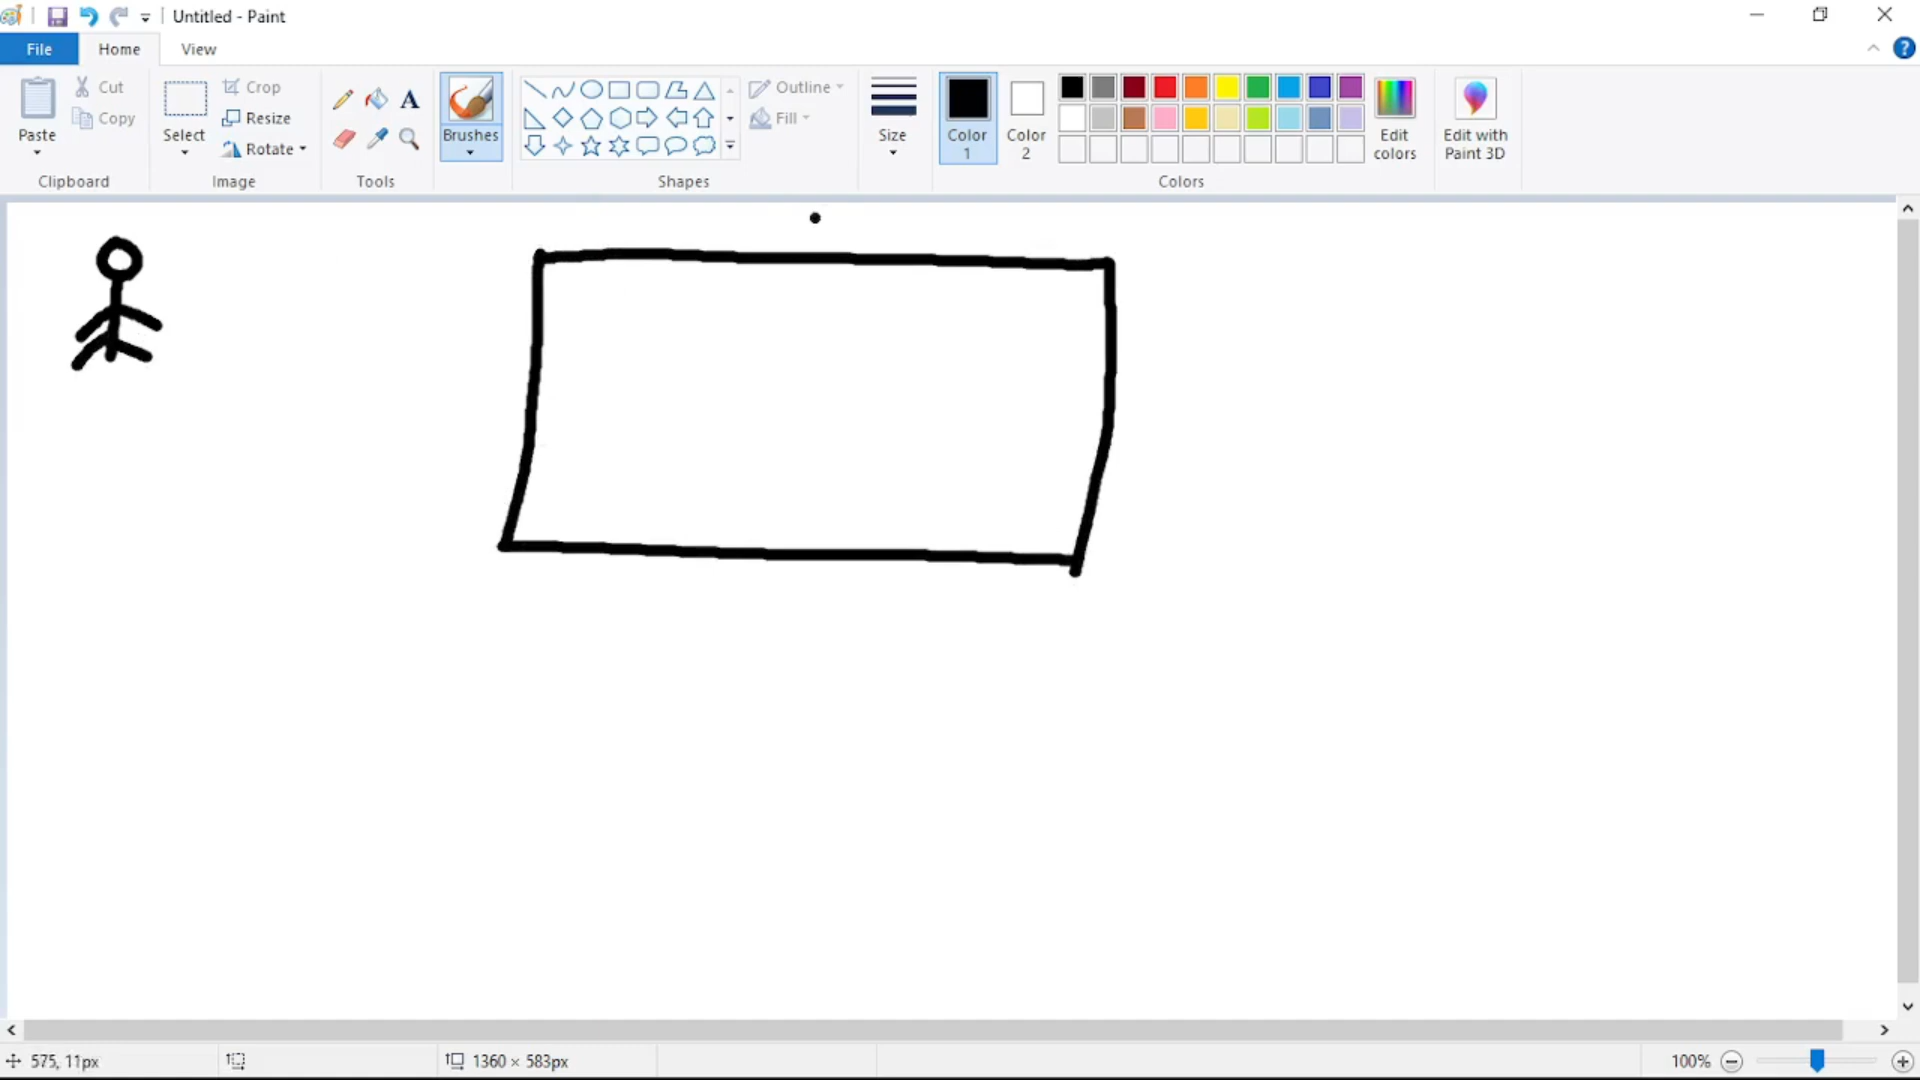 Untitled - Paint
File Home View
Paste
Cut
Copy
Clipboard
Select
Crop
Resize
Rotate
Image
A
Tools
Brushes
Outline
Fill
Shapes
Size
Color 1
Color 2
Edit colors
Colors
Edit with Paint 3D
575, 11px
1360 × 583px
100%